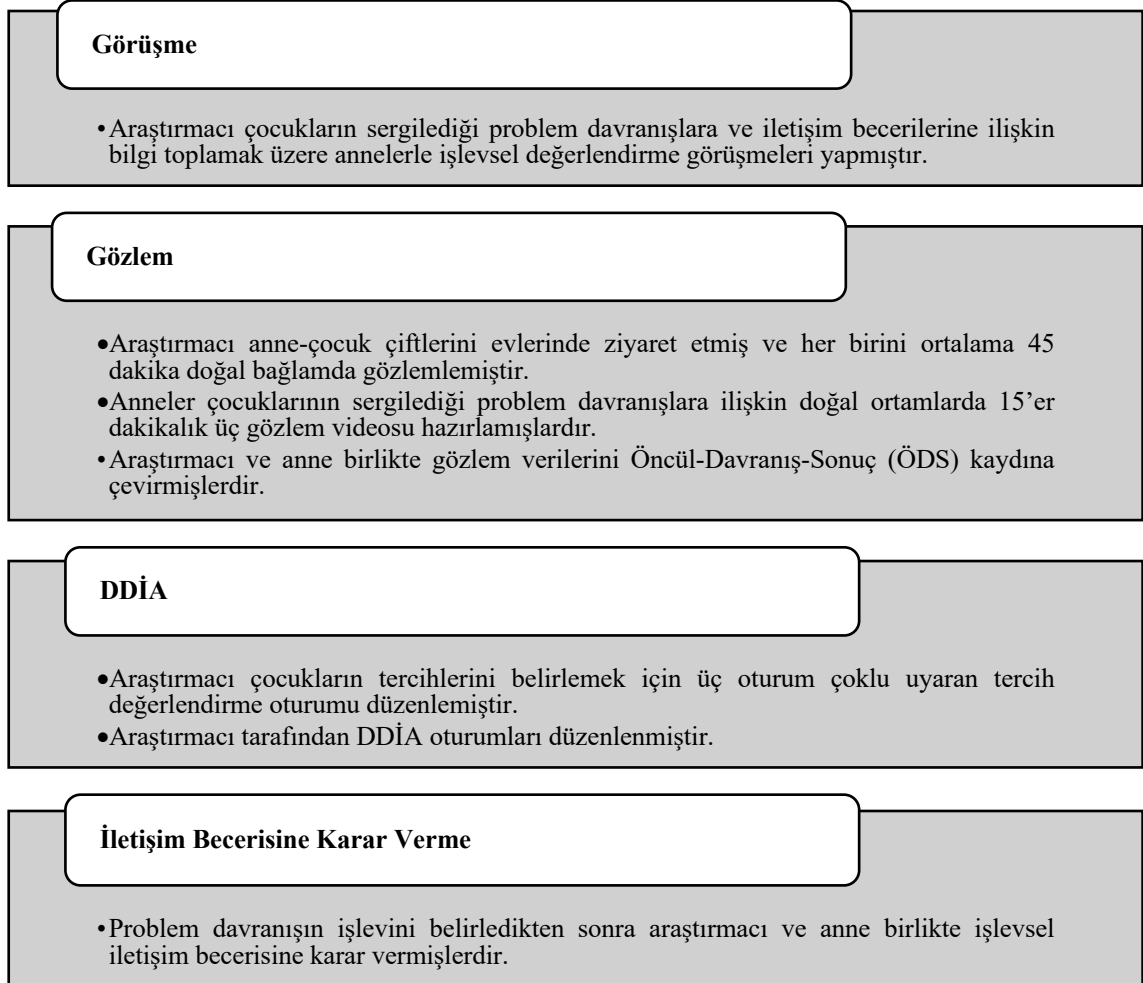 Görüşme
•Araştırmacı çocukların sergilediği problem davranışlara ve iletişim becerilerine ilişkin
bilgi toplamak üzere annelerle işlevsel değerlendirme görüşmeleri yapmıştır.
Gözlem
•Araştırmacı anne-çocuk çiftlerini evlerinde ziyaret etmiş ve her birini ortalama 45
dakika doğal bağlamda gözlemlemiştir.
•Anneler çocuklarının sergilediği problem davranışlara ilişkin doğal ortamlarda 15’er
dakikalık üç gözlem videosu hazırlamışlardır.
•Araştırmacı ve anne birlikte gözlem verilerini Öncül-Davranış-Sonuç (ÖDS) kaydına
çevirmişlerdir.
DDİA
•Araştırmacı çocukların tercihlerini belirlemek için üç oturum çoklu uyaran tercih
değerlendirme oturumu düzenlemiştir.
•Araştırmacı tarafından DDİA oturumları düzenlenmiştir.
İletişim Becerisine Karar Verme
•Problem davranışın işlevini belirledikten sonra araştırmacı ve anne birlikte işlevsel
iletişim becerisine karar vermişlerdir.